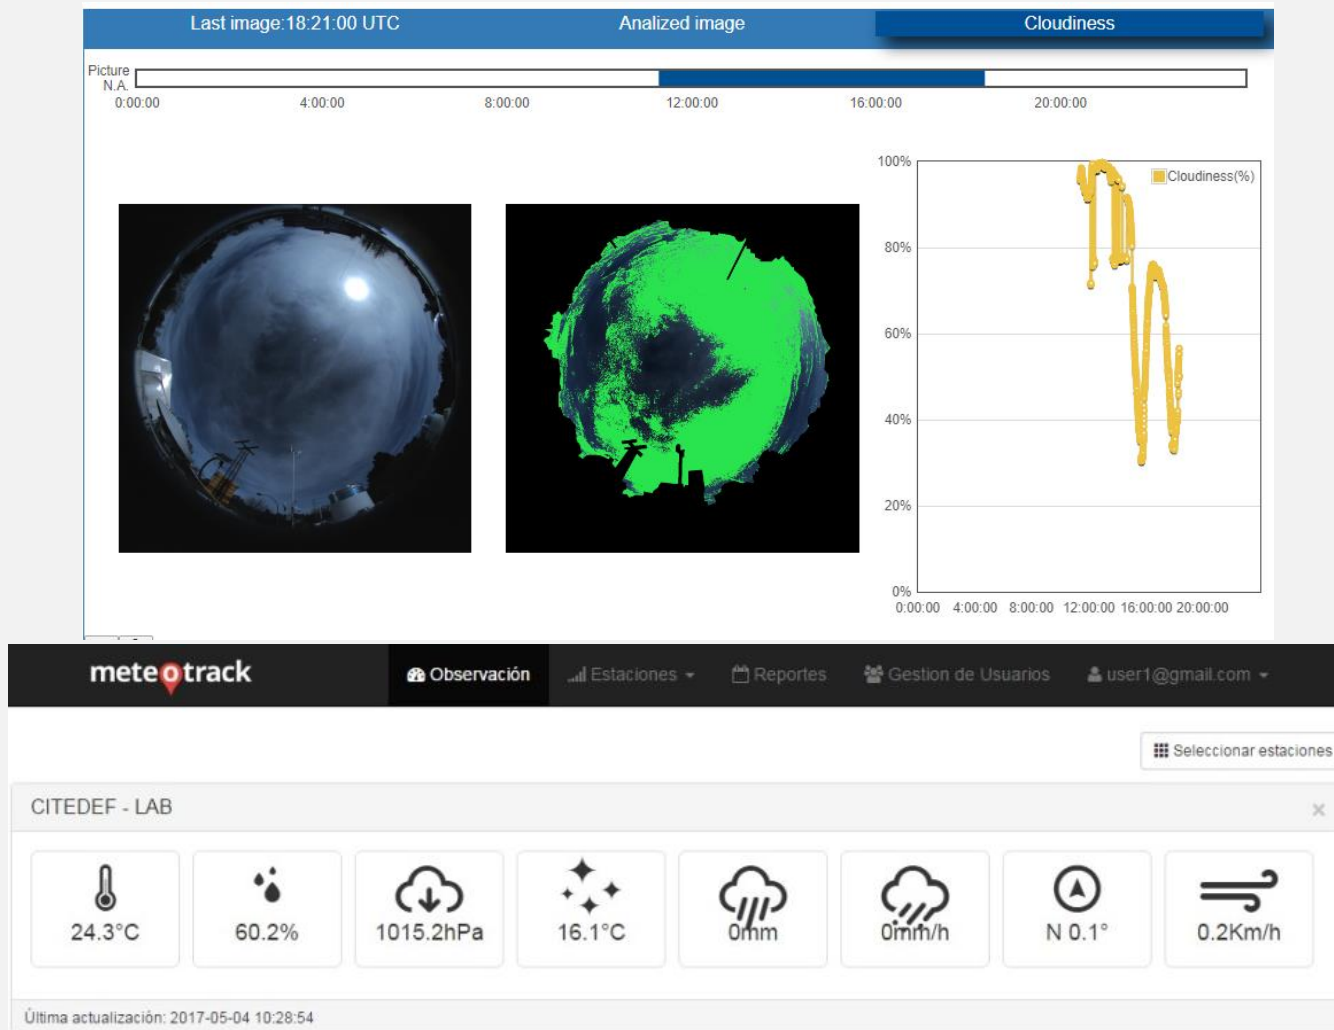 Last image:18:21:00 UTC
Analized image
Cloudiness
Picture
N.A.
0:00:00 4:00:00 8:00:00 12:00:00 16:00:00 20:00:00
100%
Cloudiness(%)
80%
60%
40%
20%
0%
0:00:00 4:00:00 8:00:00 12:00:00 16:00:00 20:00:00
meteotrack
Observación
Estaciones
Reportes
Gestion de Usuarios
user1@gmail.com
Seleccionar estaciones
CITEDEF - LAB
24.3°C
60.2%
1015.2hPa
16.1°C
0mm
0mm/h
N 0.1°
0.2Km/h
Última actualización: 2017-05-04 10:28:54